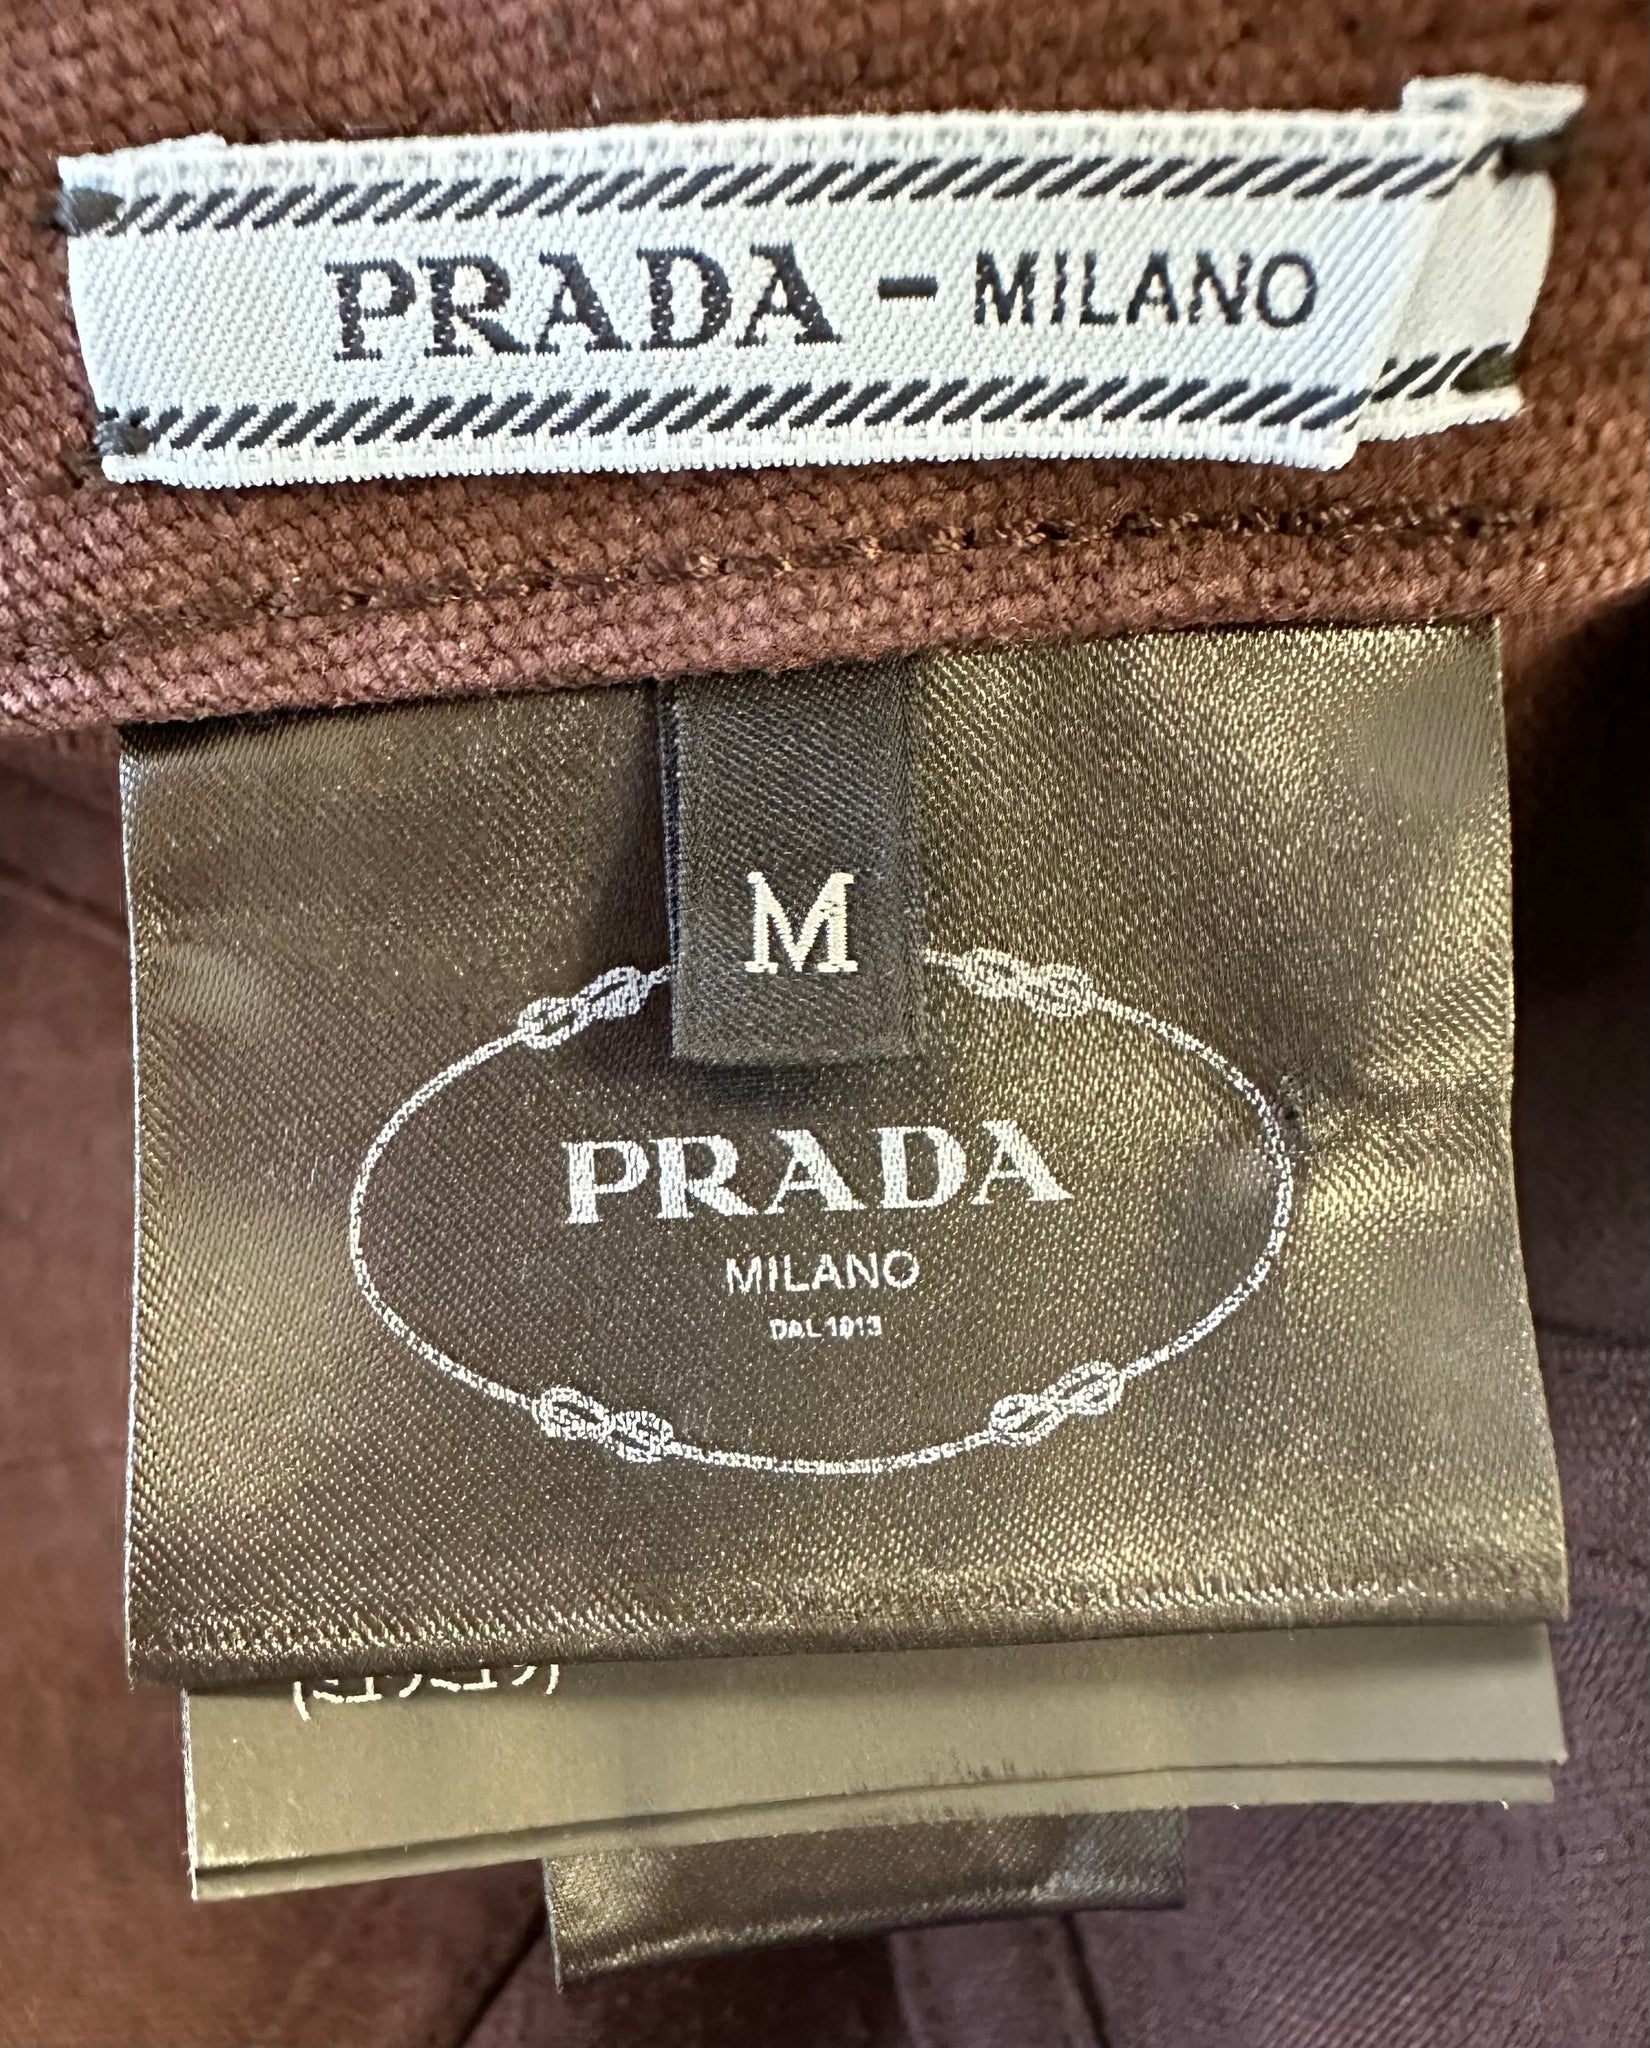 PRADA - MILANO
M
PRADA
MILANO
DAL 1913